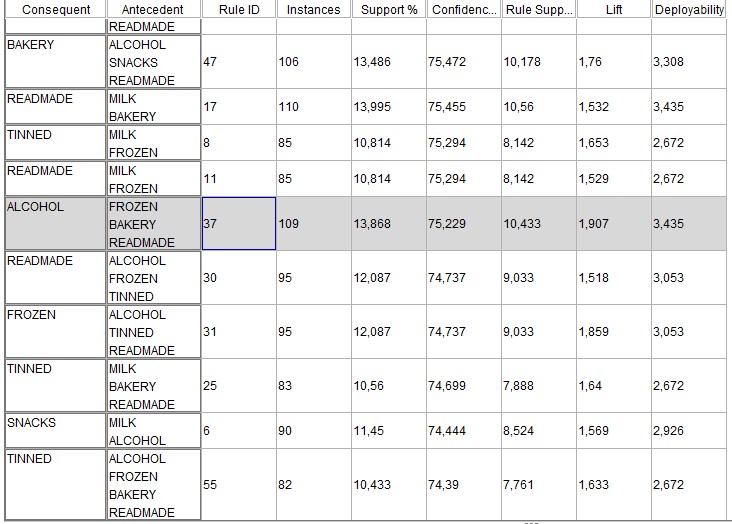 Consequent Antecedent Rule ID Instances Support % Confidenc... Rule Supp... Lift Deployability
READMADE
BAKERY ALCOHOL
SNACKS 47 106 13,486 75,472 10,178 1,76 3,308
READMADE
READMADE MILK
17 110 13,995 75,455 10,56 1,532 3,435
BAKERY
TINNED MILK
8 85 10,814 75,294 8,142 1,653 2,672
FROZEN
READMADE MILK
11 85 10,814 75,294 8,142 1,529 2,672
FROZEN
ALCOHOL FROZEN
BAKERY 37 109 13,868 75,229 10,433 1,907 3,435
READMADE
READMADE ALCOHOL
FROZEN 30 95 12,087 74,737 9,033 1,518 3,053
TINNED
FROZEN ALCOHOL
TINNED 31 95 12,087 74,737 9,033 1,859 3,053
READMADE
TINNED MILK
BAKERY 25 83 10,56 74,699 7,888 1,64 2,672
READMADE
SNACKS MILK
6 90 11,45 74,444 8,524 1,569 2,926
ALCOHOL
TINNED ALCOHOL
FROZEN
55 82 10,433 74,39 7,761 1,633 2,672
BAKERY
READMADE